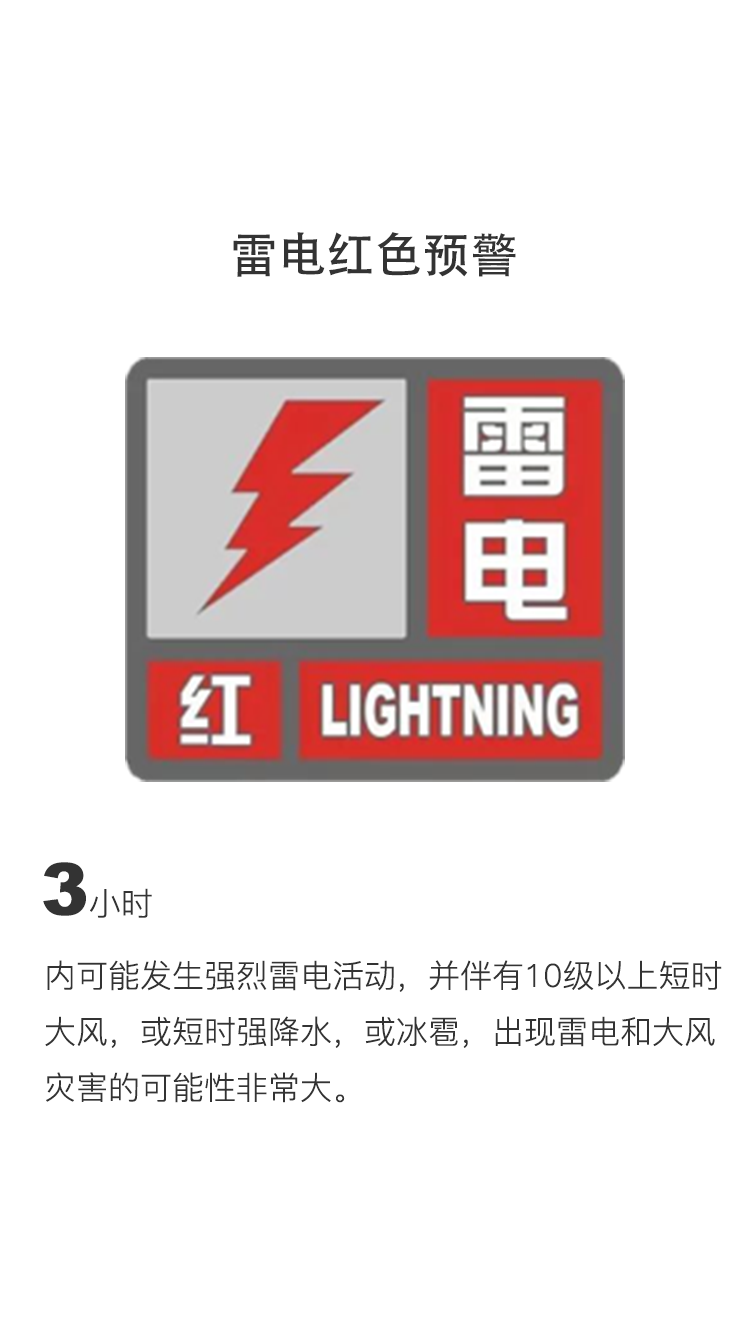 雷电红色预警
雷
电
红
LIGHTNING
3小时
内可能发生强烈雷电活动，并伴有10级以上短时
大风，或短时强降水，或冰雹，出现雷电和大风
灾害的可能性非常大。